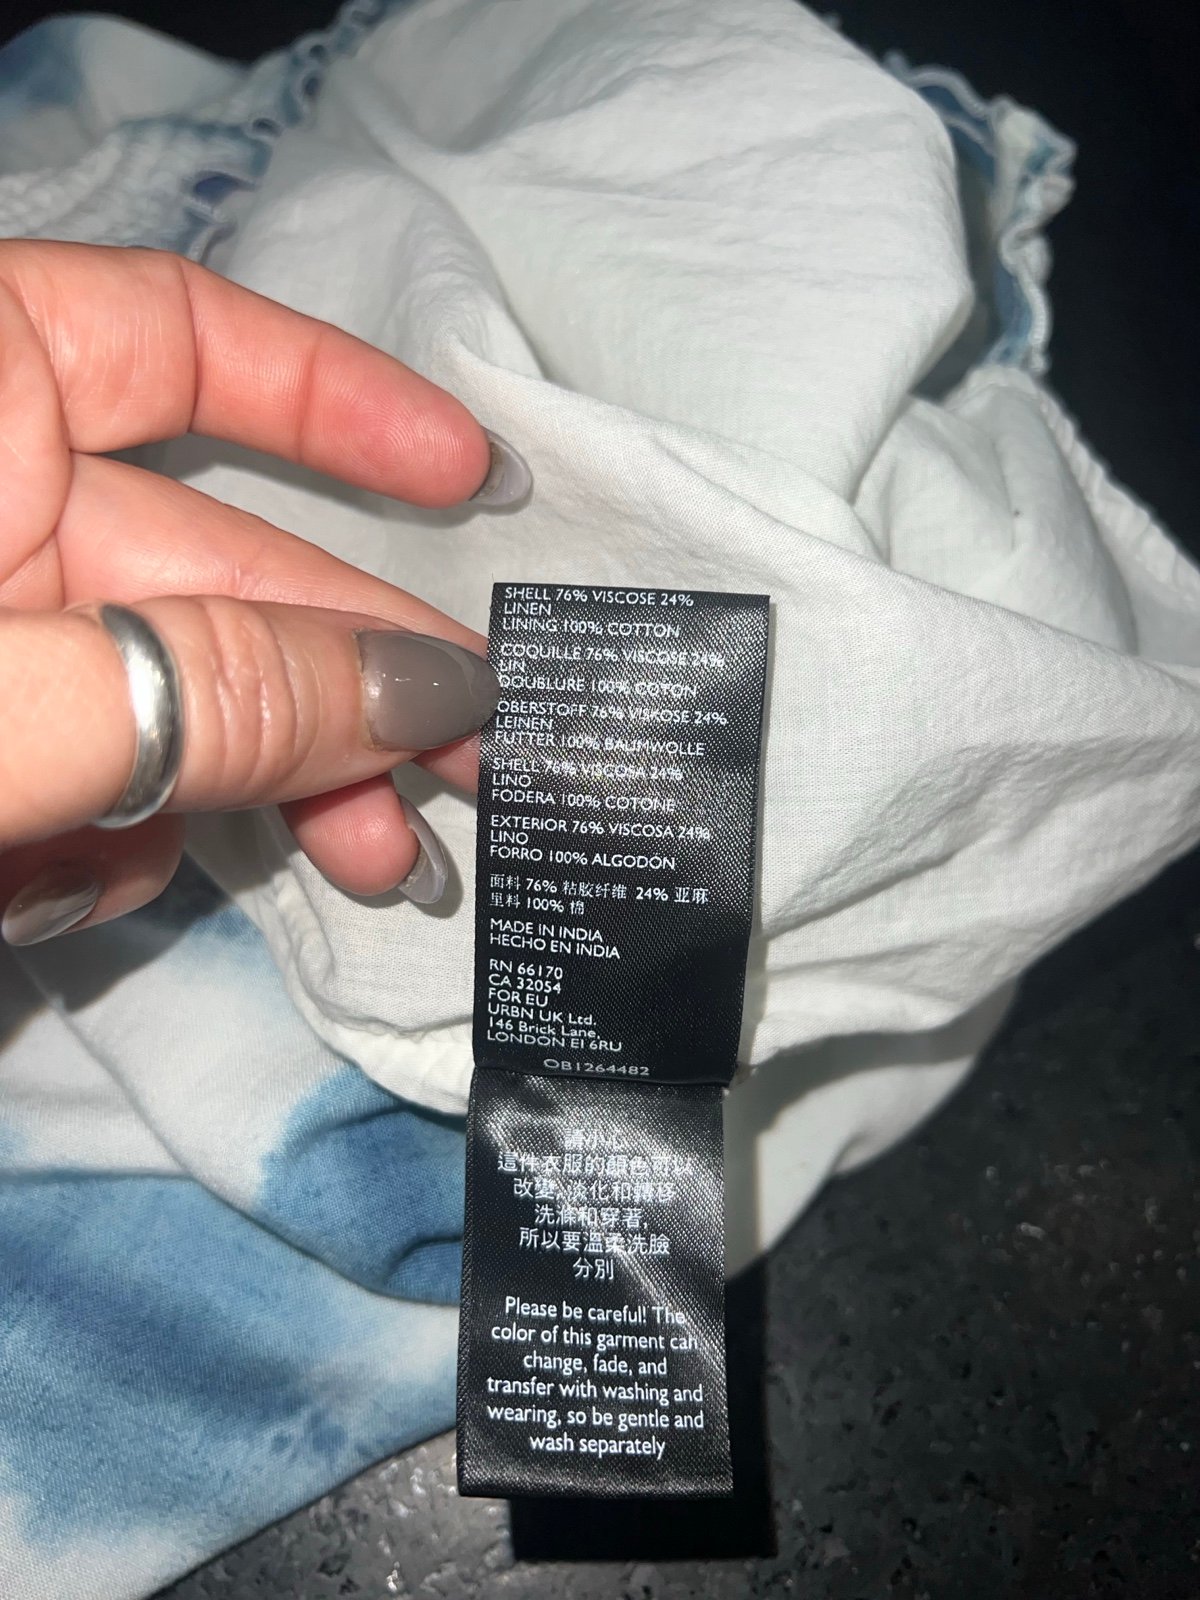 SHELL 76% VISCOSE 24%
LINEN
LINING 100% COTTON
COQUILLE 76% VISCOSE 24%
LIN
DOUBLURE 100% COTON
OBERSTOFF 76% VISKOSE 24%
LEINEN
FUTTER 100% BAUMWOLLE
SHELL 76% VISCOSA 24%
LINO
FODERA 100% COTONE
EXTERIOR 76% VISCOSA 24%
LINO
FORRO 100% ALGODÓN
面料 76% 粘胶纤维 24% 亚麻
里料 100% 棉
MADE IN INDIA
HECHO EN INDIA
RN 66170
CA 32054
FOR EU
URBN UK Ltd.
146 Brick Lane,
LONDON E1 6RU
OB1264482
請小心
這件衣服的顏色可以
改變, 淡化和轉移
洗滌和穿著,
所以要溫柔洗臉
分別
Please be careful! The
color of this garment can
change, fade, and
transfer with washing and
wearing, so be gentle and
wash separately